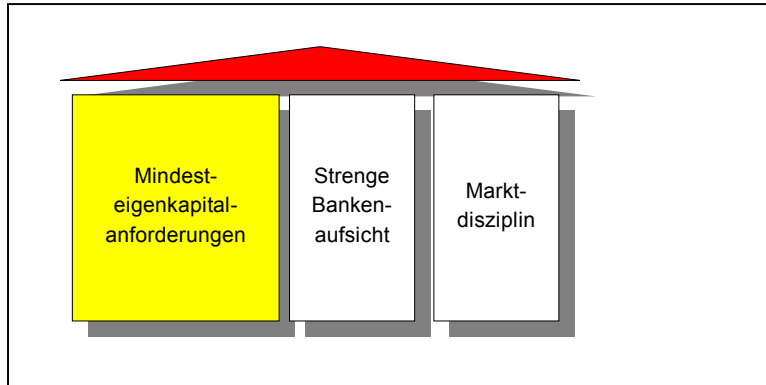 Mindest-
eigenkapital-
anforderungen
Strenge
Banken-
aufsicht
Markt-
disziplin